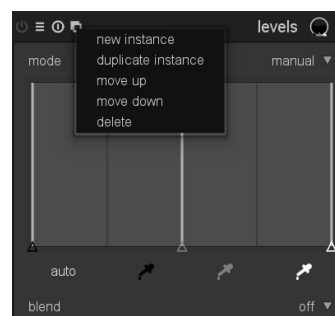 levels
new instance
mode
duplicate instance
manual
move up
move down
delete
auto
blend
off